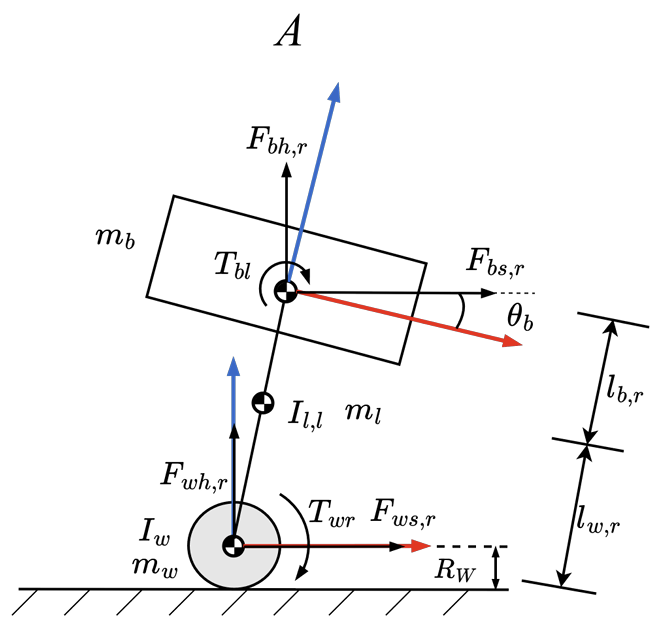 A
F_{bh,r}
m_b
T_{bl}
F_{bs,r}
θ_b
l_{b,r}
I_{l,l} m_l
F_{wh,r}
T_{wr} F_{ws,r}
l_{w,r}
I_w
m_w
R_W